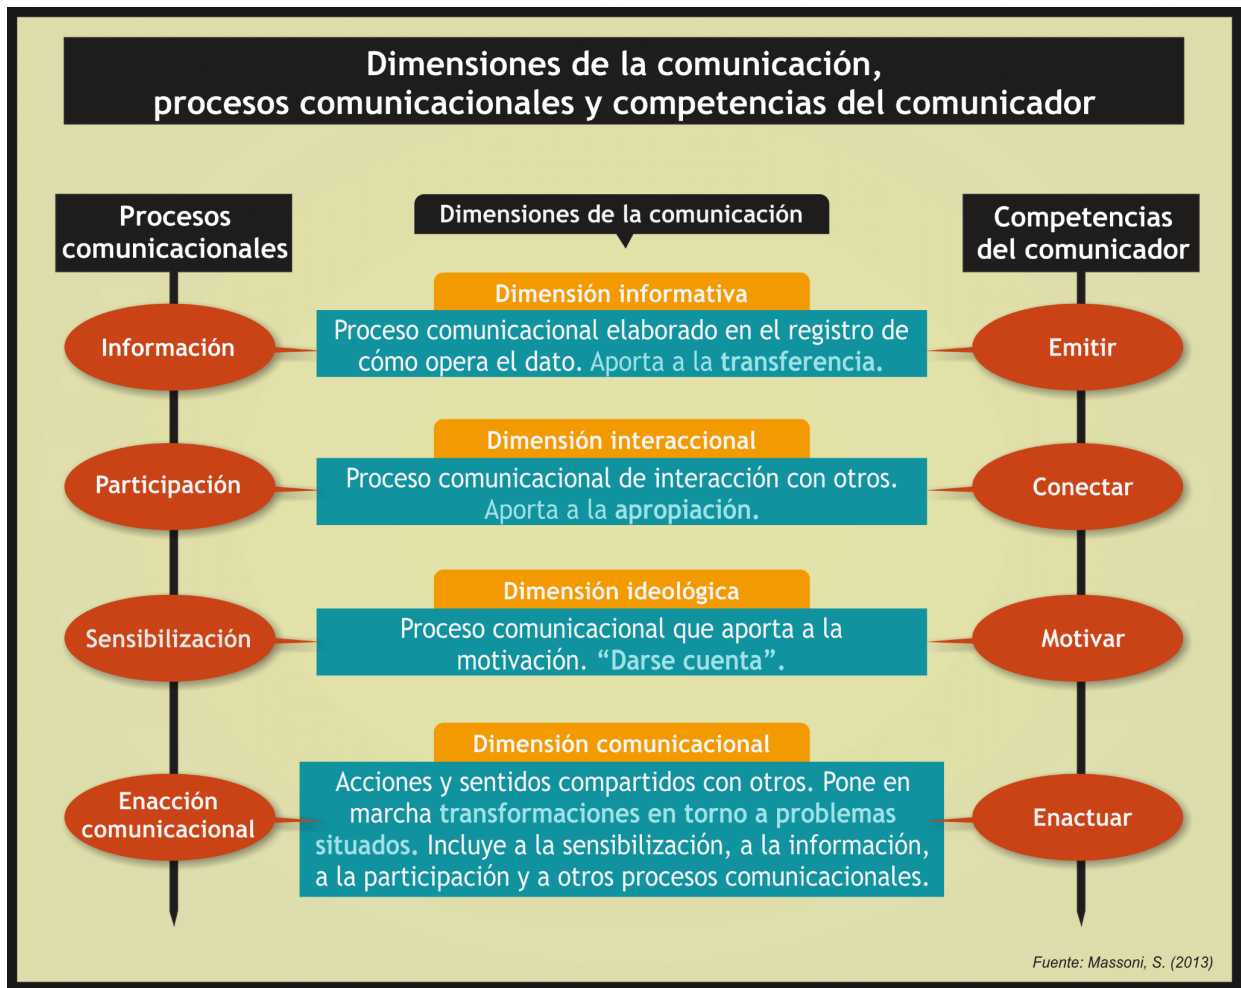 Dimensiones de la comunicación,
procesos comunicacionales y competencias del comunicador
Procesos
comunicacionales
Dimensiones de la comunicación
Competencias
del comunicador
Dimensión informativa
Información
Proceso comunicacional elaborado en el registro de
cómo opera el dato. Aporta a la transferencia.
Emitir
Dimensión interaccional
Participación
Proceso comunicacional de interacción con otros.
Aporta a la apropiación.
Conectar
Dimensión ideológica
Sensibilización
Proceso comunicacional que aporta a la
motivación. “Darse cuenta”.
Motivar
Dimensión comunicacional
Enacción
comunicacional
Acciones y sentidos compartidos con otros. Pone en
marcha transformaciones en torno a problemas
situados. Incluye a la sensibilización, a la información,
a la participación y a otros procesos comunicacionales.
Enactuar
Fuente: Massoni, S. (2013)